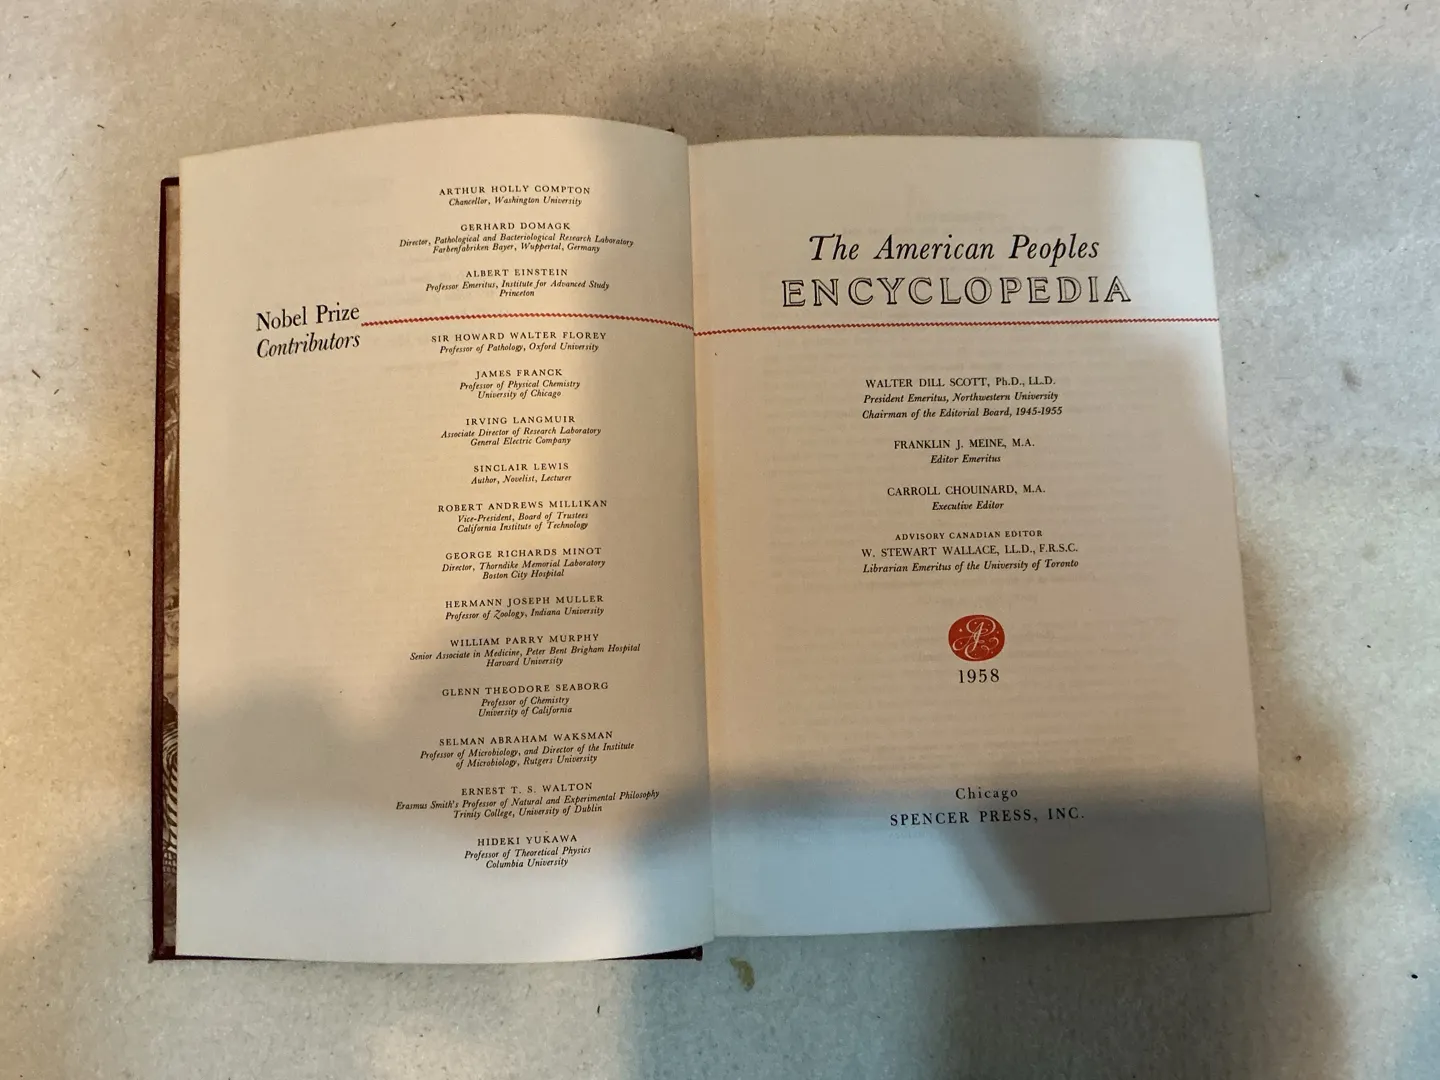 Nobel Prize
Contributors
ARTHUR HOLLY COMPTON
Chancellor, Washington University
GERHARD DOMAGK
Director, Pathological and Bacteriological Research Laboratory
Farbenfabriken Bayer, Wuppertal, Germany
ALBERT EINSTEIN
Professor Emeritus, Institute for Advanced Study
Princeton
SIR HOWARD WALTER FLOREY
Professor of Pathology, Oxford University
JAMES FRANCK
Professor of Physical Chemistry
University of Chicago
IRVING LANGMUIR
Associate Director of Research Laboratory
General Electric Company
SINCLAIR LEWIS
Author, Novelist, Lecturer
ROBERT ANDREWS MILLIKAN
Vice-President, Board of Trustees
California Institute of Technology
GEORGE RICHARDS MINOT
Director, Thorndike Memorial Laboratory
Boston City Hospital
HERMANN JOSEPH MULLER
Professor of Zoology, Indiana University
WILLIAM PARRY MURPHY
Senior Associate in Medicine, Peter Bent Brigham Hospital
Harvard University
GLENN THEODORE SEABORG
Professor of Chemistry
University of California
SELMAN ABRAHAM WAKSMAN
Professor of Microbiology, and Director of the Institute
of Microbiology, Rutgers University
ERNEST T. S. WALTON
Erasmus Smith's Professor of Natural and Experimental Philosophy
Trinity College, University of Dublin
HIDEKI YUKAWA
Professor of Theoretical Physics
Columbia University
The American Peoples
ENCYCLOPEDIA
WALTER DILL SCOTT, Ph.D., LL.D.
President Emeritus, Northwestern University
Chairman of the Editorial Board, 1945-1955
FRANKLIN J. MEINE, M.A.
Editor Emeritus
CARROLL CHOUINARD, M.A.
Executive Editor
ADVISORY CANADIAN EDITOR
W. STEWART WALLACE, LL.D., F.R.S.C.
Librarian Emeritus of the University of Toronto
1958
Chicago
SPENCER PRESS, INC.